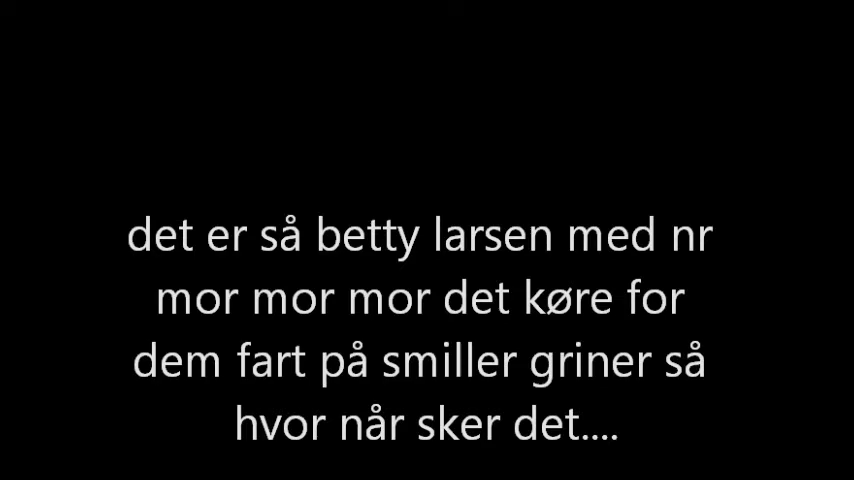 det er så betty larsen med nr
mor mor mor det køre for
dem fart på smiller griner så
hvor når sker det....